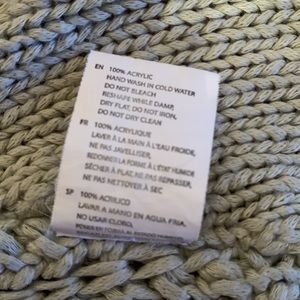 EN 100% ACRYLIC
HAND WASH IN COLD WATER
DO NOT BLEACH
RESHAPE WHILE DAMP,
DRY FLAT, DO NOT IRON,
DO NOT DRY CLEAN
FR 100% ACRYLIQUE
LAVER À LA MAIN À L'EAU FROIDE,
NE PAS JAVELLISER,
REDONNER LA FORME À L'ÉTAT HUMIDE
SÉCHER À PLAT, NE PAS REPASSER,
NE PAS NETTOYER À SEC
SP 100% ACRILICO
LAVAR A MANO EN AGUA FRIA,
NO USAR CLORO,